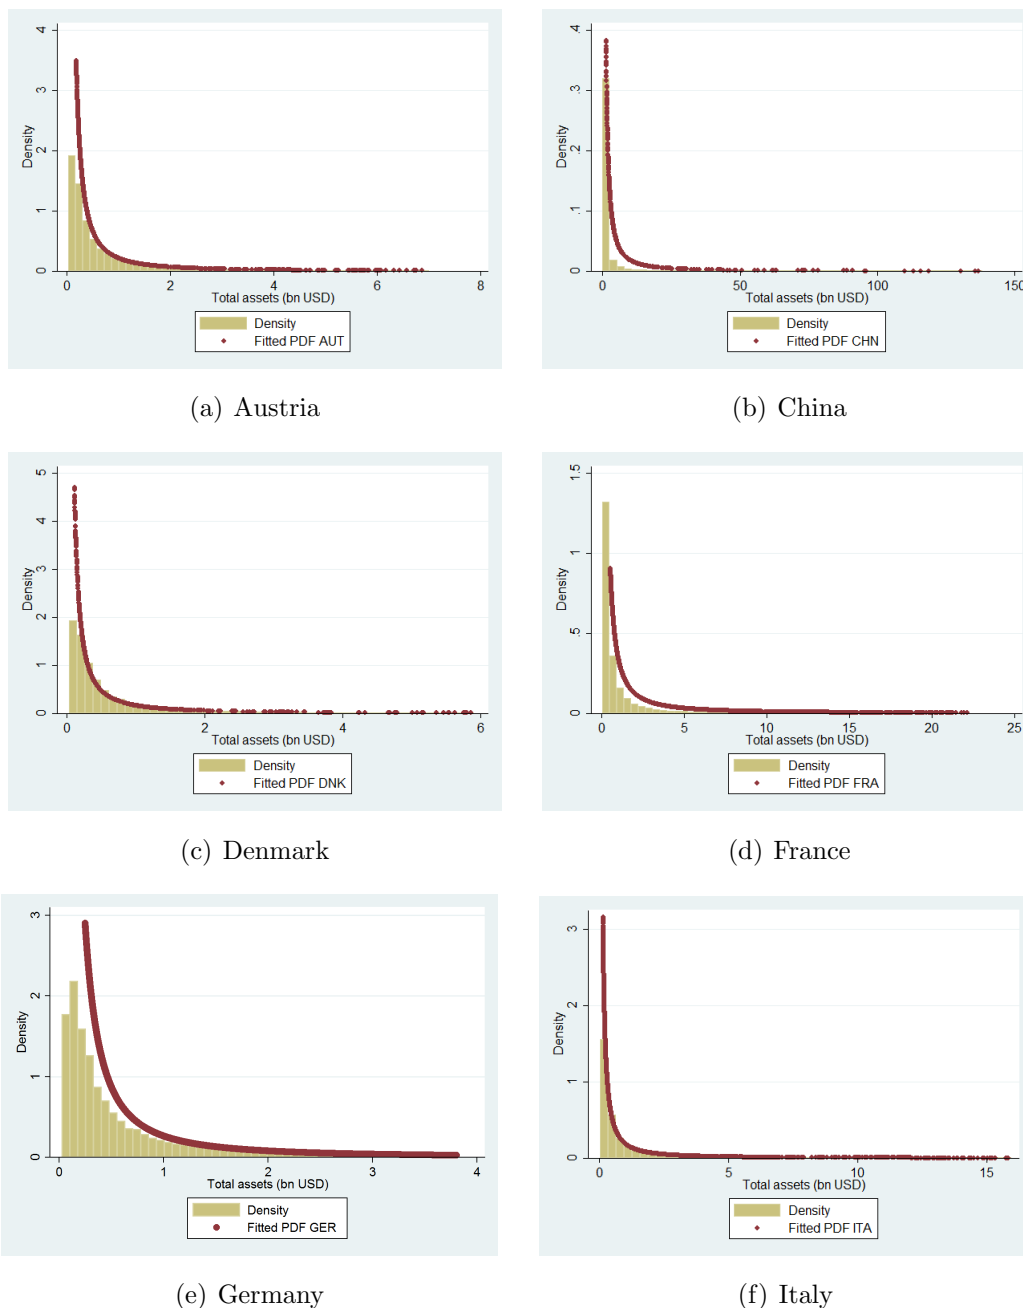 4
3
2
1
0
Density
0 2 4 6 8
Total assets (bn USD)
Density
Fitted PDF AUT
(a) Austria
.4
.3
.2
.1
0
Density
0 50 100 150
Total assets (bn USD)
Density
Fitted PDF CHN
(b) China
5
4
3
2
1
0
Density
0 2 4 6
Total assets (bn USD)
Density
Fitted PDF DNK
(c) Denmark
1.5
1
.5
0
Density
0 5 10 15 20 25
Total assets (bn USD)
Density
Fitted PDF FRA
(d) France
3
2
1
0
Density
0 1 2 3 4
Total assets (bn USD)
Density
Fitted PDF GER
(e) Germany
3
2
1
0
Density
0 5 10 15
Total assets (bn USD)
Density
Fitted PDF ITA
(f) Italy